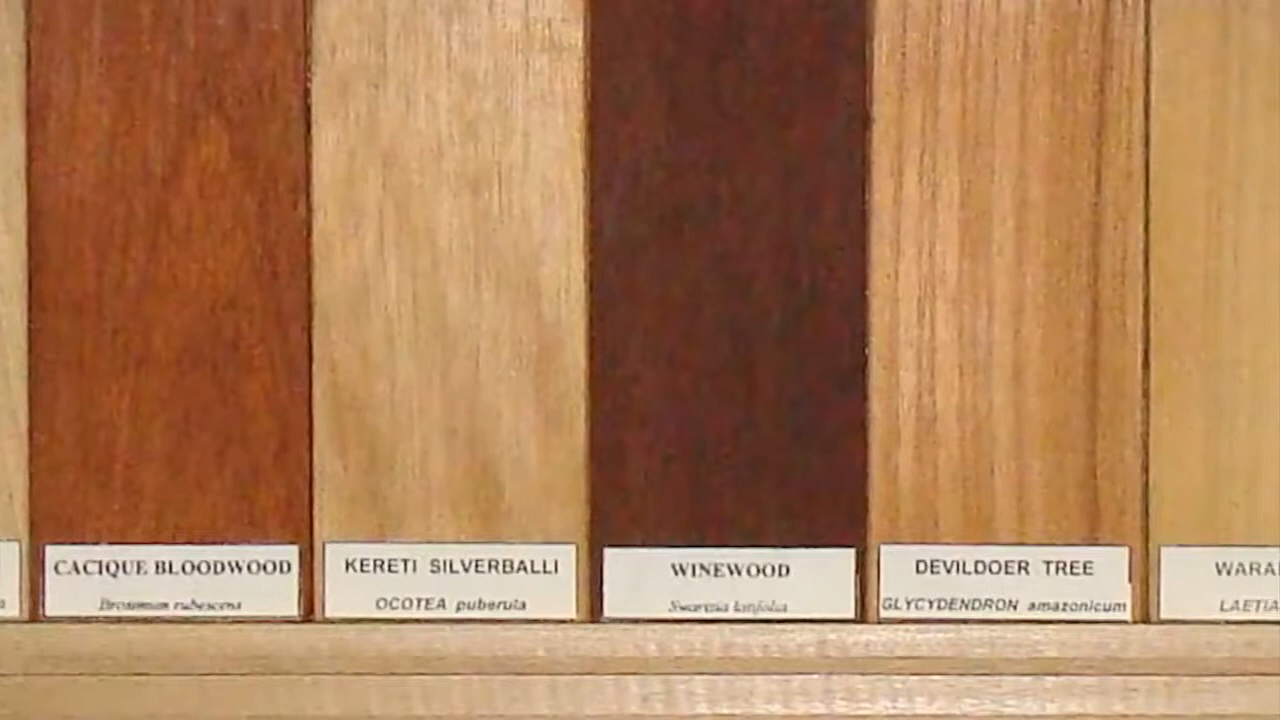 CACIQUE BLOODWOOD
Brosimum rubescens
KERETI SILVERBALLI
OCOTEA puberula
WINEWOOD
Swartzia
DEVILDOER TREE
GLYCYDENDRON amazonicum
WARA
LAETIA